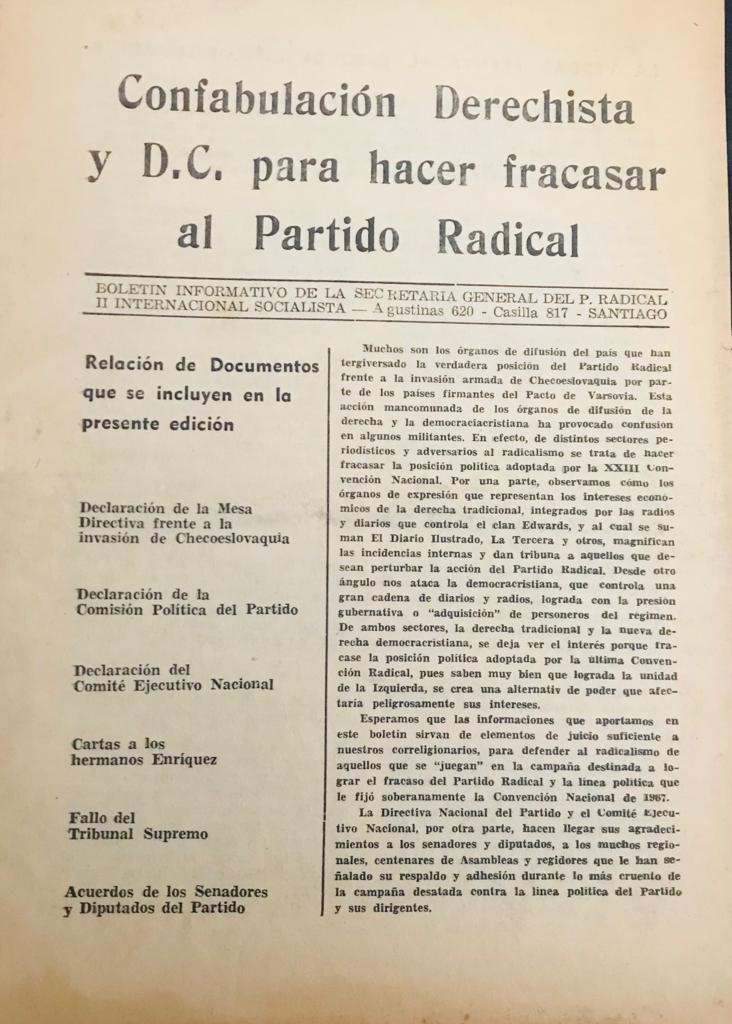 Confabulación Derechista
y D.C. para hacer fracasar
al Partido Radical
BOLETIN INFORMATIVO DE LA SECRETARIA GENERAL DEL P. RADICAL
II INTERNACIONAL SOCIALISTA — Agustinas 620 - Casilla 817 - SANTIAGO
Relación de Documentos
que se incluyen en la
presente edición
Declaración de la Mesa
Directiva frente a la
invasión de Checoeslovaquia
Declaración de la
Comisión Política del Partido
Declaración del
Comité Ejecutivo Nacional
Cartas a los
hermanos Enríquez
Fallo del
Tribunal Supremo
Acuerdos de los Senadores
y Diputados del Partido
Muchos son los órganos de difusión del país que han
tergiversado la verdadera posición del Partido Radical
frente a la invasión armada de Checoeslovaquia por par-
te de los países firmantes del Pacto de Varsovia. Esta
acción mancomunada de los órganos de difusión de la
derecha y la democraciacristiana ha provocado confusión
en algunos militantes. En efecto, de distintos sectores pe-
riodísticos y adversarios al radicalismo se trata de hacer
fracasar la posición política adoptada por la XXIII Con-
vención Nacional. Por una parte, observamos cómo los
órganos de expresión que representan los intereses econó-
micos de la derecha tradicional, integrados por las radios
y diarios que controla el clan Edwards, y al cual se su-
man El Diario Ilustrado, La Tercera y otros, magnifican
las incidencias internas y dan tribuna a aquellos que de-
sean perturbar la acción del Partido Radical. Desde otro
ángulo nos ataca la democracristiana, que controla una
gran cadena de diarios y radios, lograda con la presión
gubernativa o "adquisición" de personeros del régimen.
De ambos sectores, la derecha tradicional y la nueva de-
recha democracristiana, se deja ver el interés porque fra-
case la posición política adoptada por la última Conven-
ción Radical, pues saben muy bien que lograda la unidad
de la Izquierda, se crea una alternativ de poder que afec-
taría peligrosamente sus intereses.
Esperamos que las informaciones que aportamos en
este boletín sirvan de elementos de juicio suficiente a
nuestros correligionarios, para defender al radicalismo de
aquellos que se "juegan" en la campaña destinada a lo-
grar el fracaso del Partido Radical y la línea política que
le fijó soberanamente la Convención Nacional de 1967.
La Directiva Nacional del Partido y el Comité Ejecu-
tivo Nacional, por otra parte, hacen llegar sus agradeci-
mientos a los senadores y diputados, a los muchos regio-
nales, centenares de Asambleas y regidores que le han se-
ñalado su respaldo y adhesión durante lo más cruento de
la campaña desatada contra la línea política del Partido
y sus dirigentes.